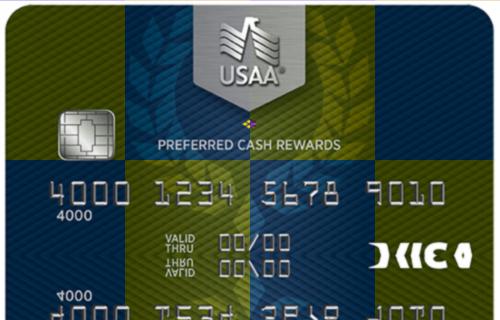 USAA®
PREFERRED CASH REWARDS
4000 1234 5678 9010
4000
VALID THRU 00/00